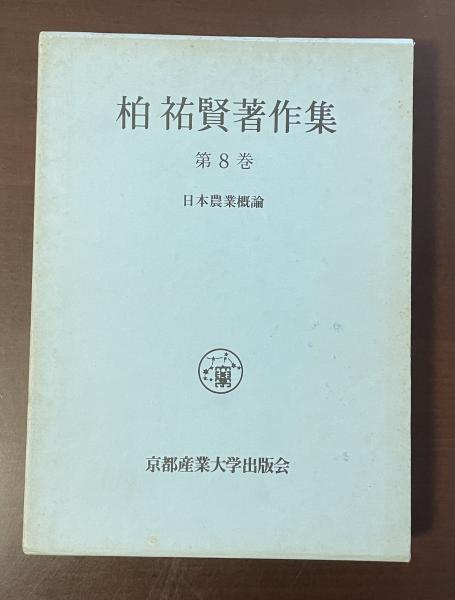 柏祐賢著作集
第8巻
日本農業概論
京都産業大学出版会